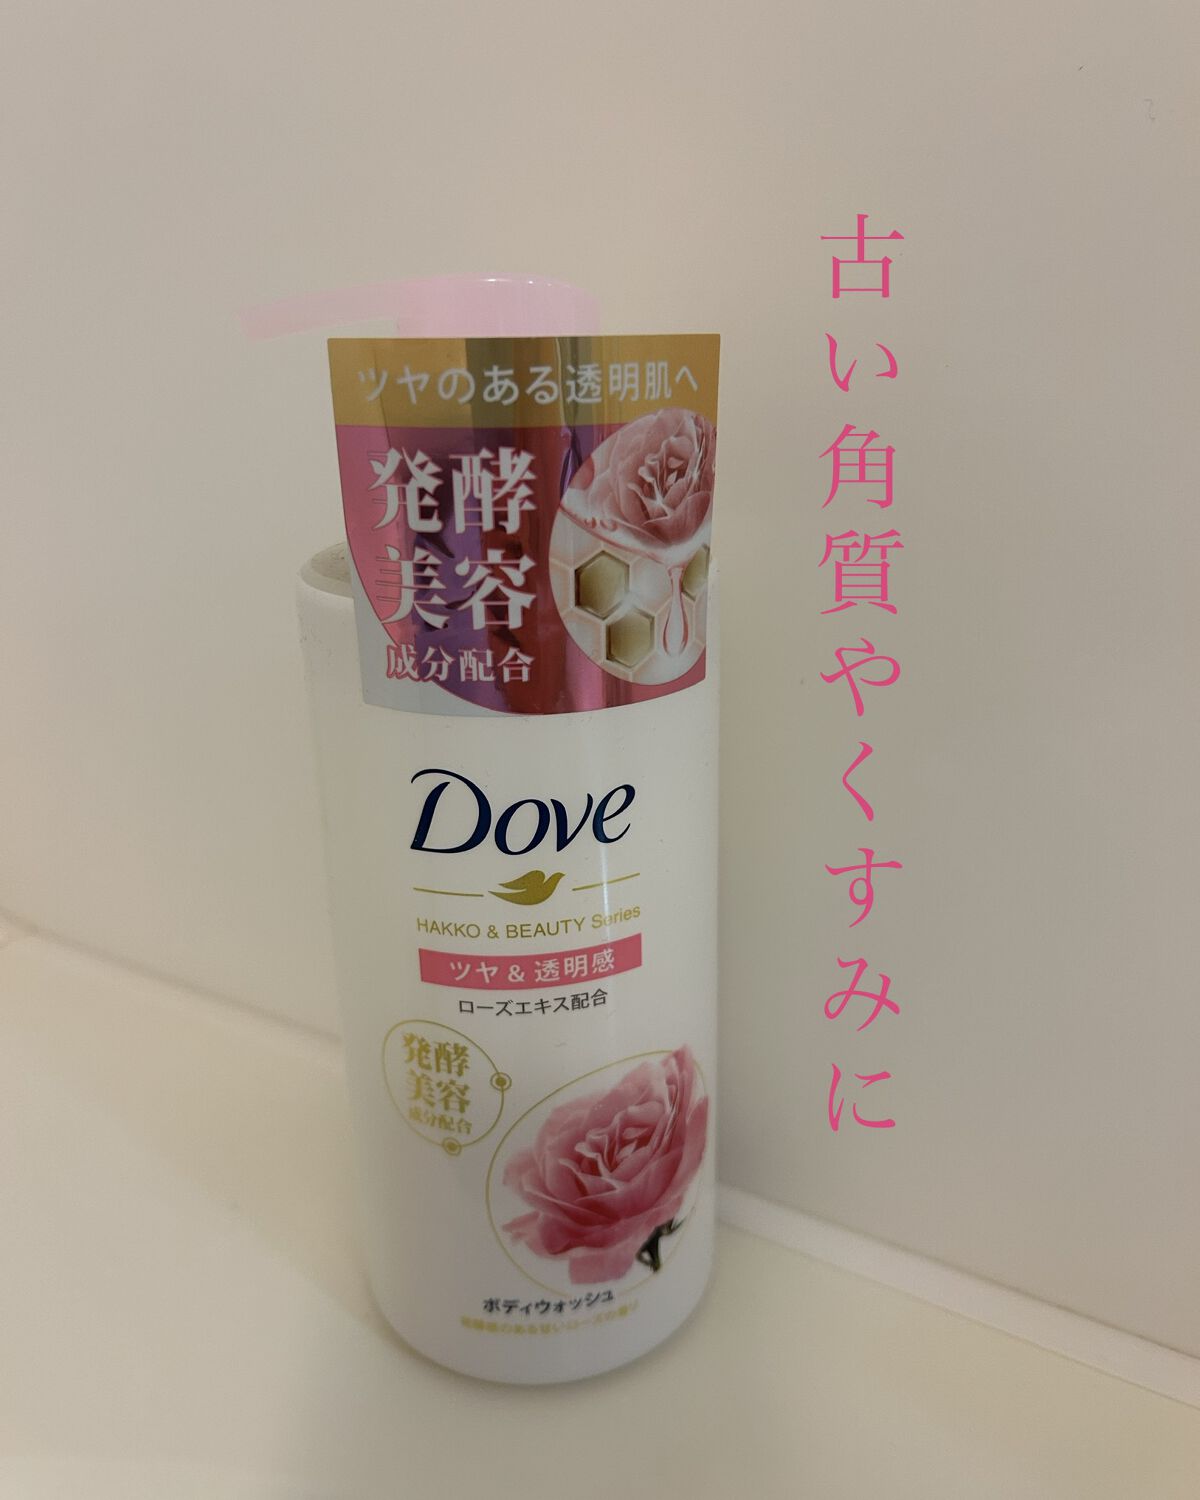 古い角質やくすみに
ツヤのある透明肌へ
発酵
美容
成分配合
Dove
HAKKO & BEAUTY Series
ツヤ & 透明感
ローズエキス配合
発酵
美容
成分配合
ボディウォッシュ